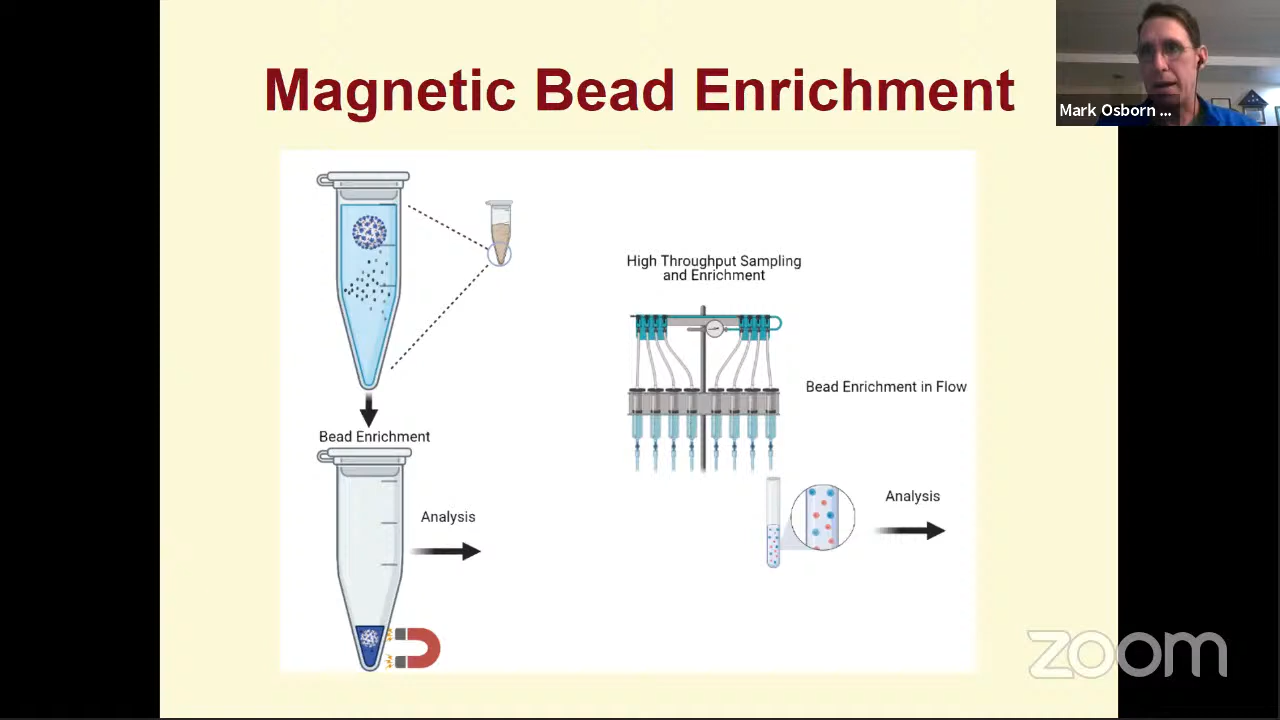 Magnetic Bead Enrichment
Mark Osborn ...
High Throughput Sampling
and Enrichment
Bead Enrichment in Flow
Bead Enrichment
Analysis
Analysis
zoom